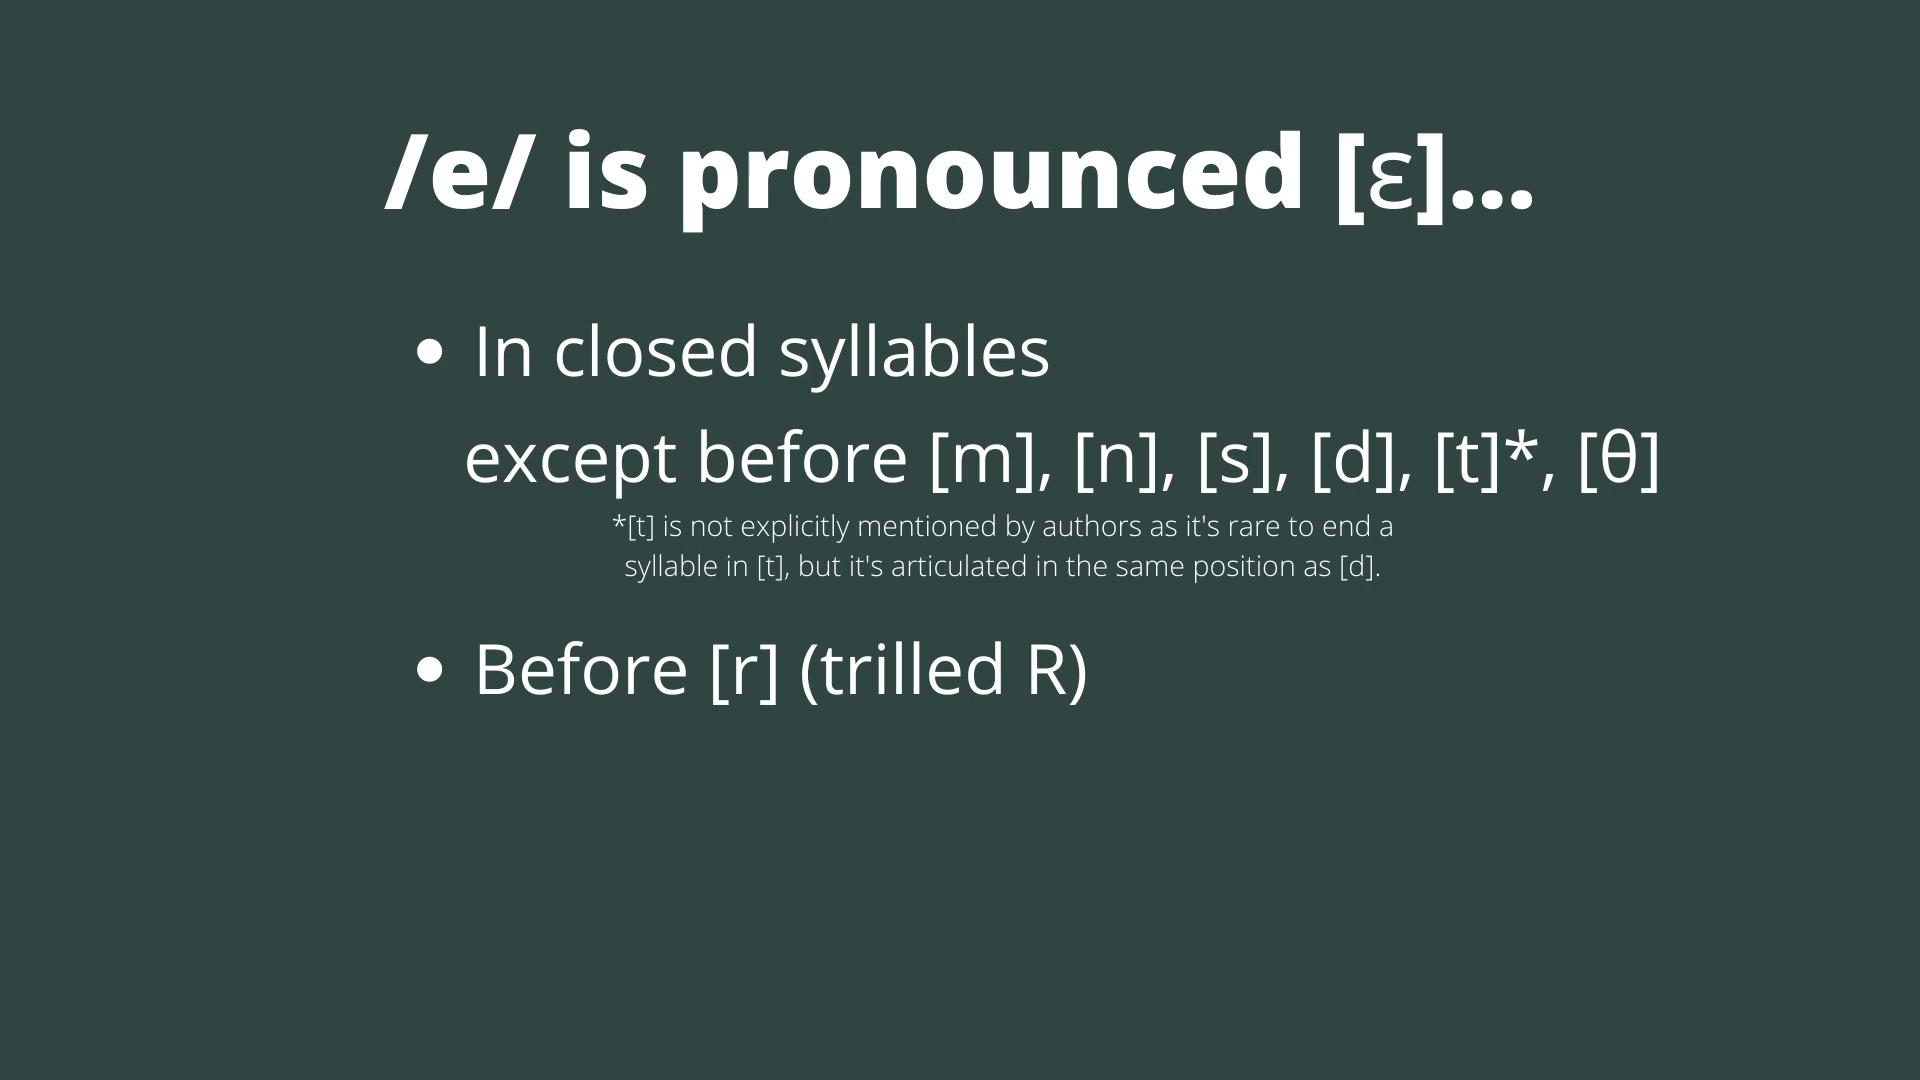 /e/ is pronounced [ɛ]...
• In closed syllables
except before [m], [n], [s], [d], [t]*, [θ]
*[t] is not explicitly mentioned by authors as it's rare to end a
syllable in [t], but it's articulated in the same position as [d].
• Before [r] (trilled R)